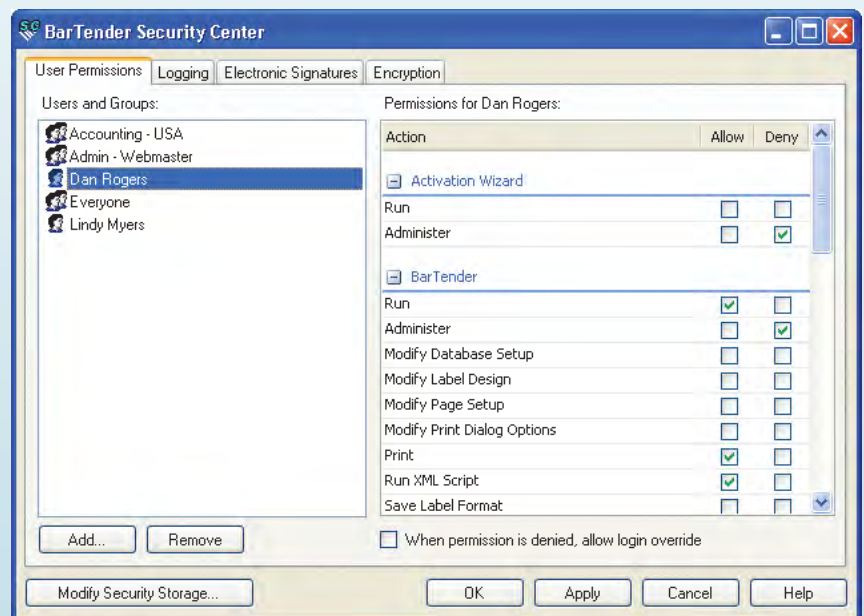 BarTender Security Center
User Permissions Logging Electronic Signatures Encryption
Users and Groups:
Accounting - USA
Admin - Webmaster
Dan Rogers
Everyone
Lindy Myers
Add... Remove
Permissions for Dan Rogers:
Action Allow Deny
Activation Wizard
Run
Administer
BarTender
Run
Administer
Modify Database Setup
Modify Label Design
Modify Page Setup
Modify Print Dialog Options
Print
Run XML Script
Save Label Format
When permission is denied, allow login override
Modify Security Storage... OK Apply Cancel Help